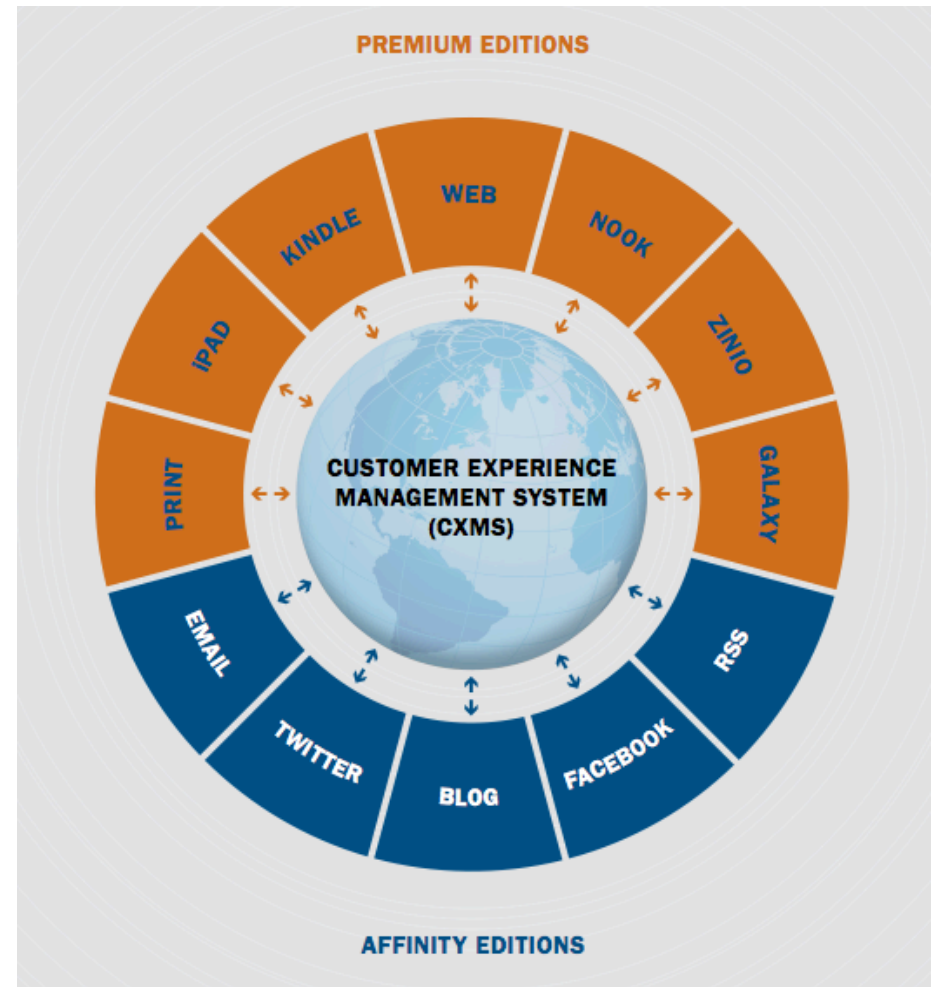 PREMIUM EDITIONS
WEB
NOOK
ZINIO
GALAXY
RSS
FACEBOOK
BLOG
TWITTER
EMAIL
PRINT
iPAD
KINDLE
CUSTOMER EXPERIENCE
MANAGEMENT SYSTEM
(CXMS)
AFFINITY EDITIONS